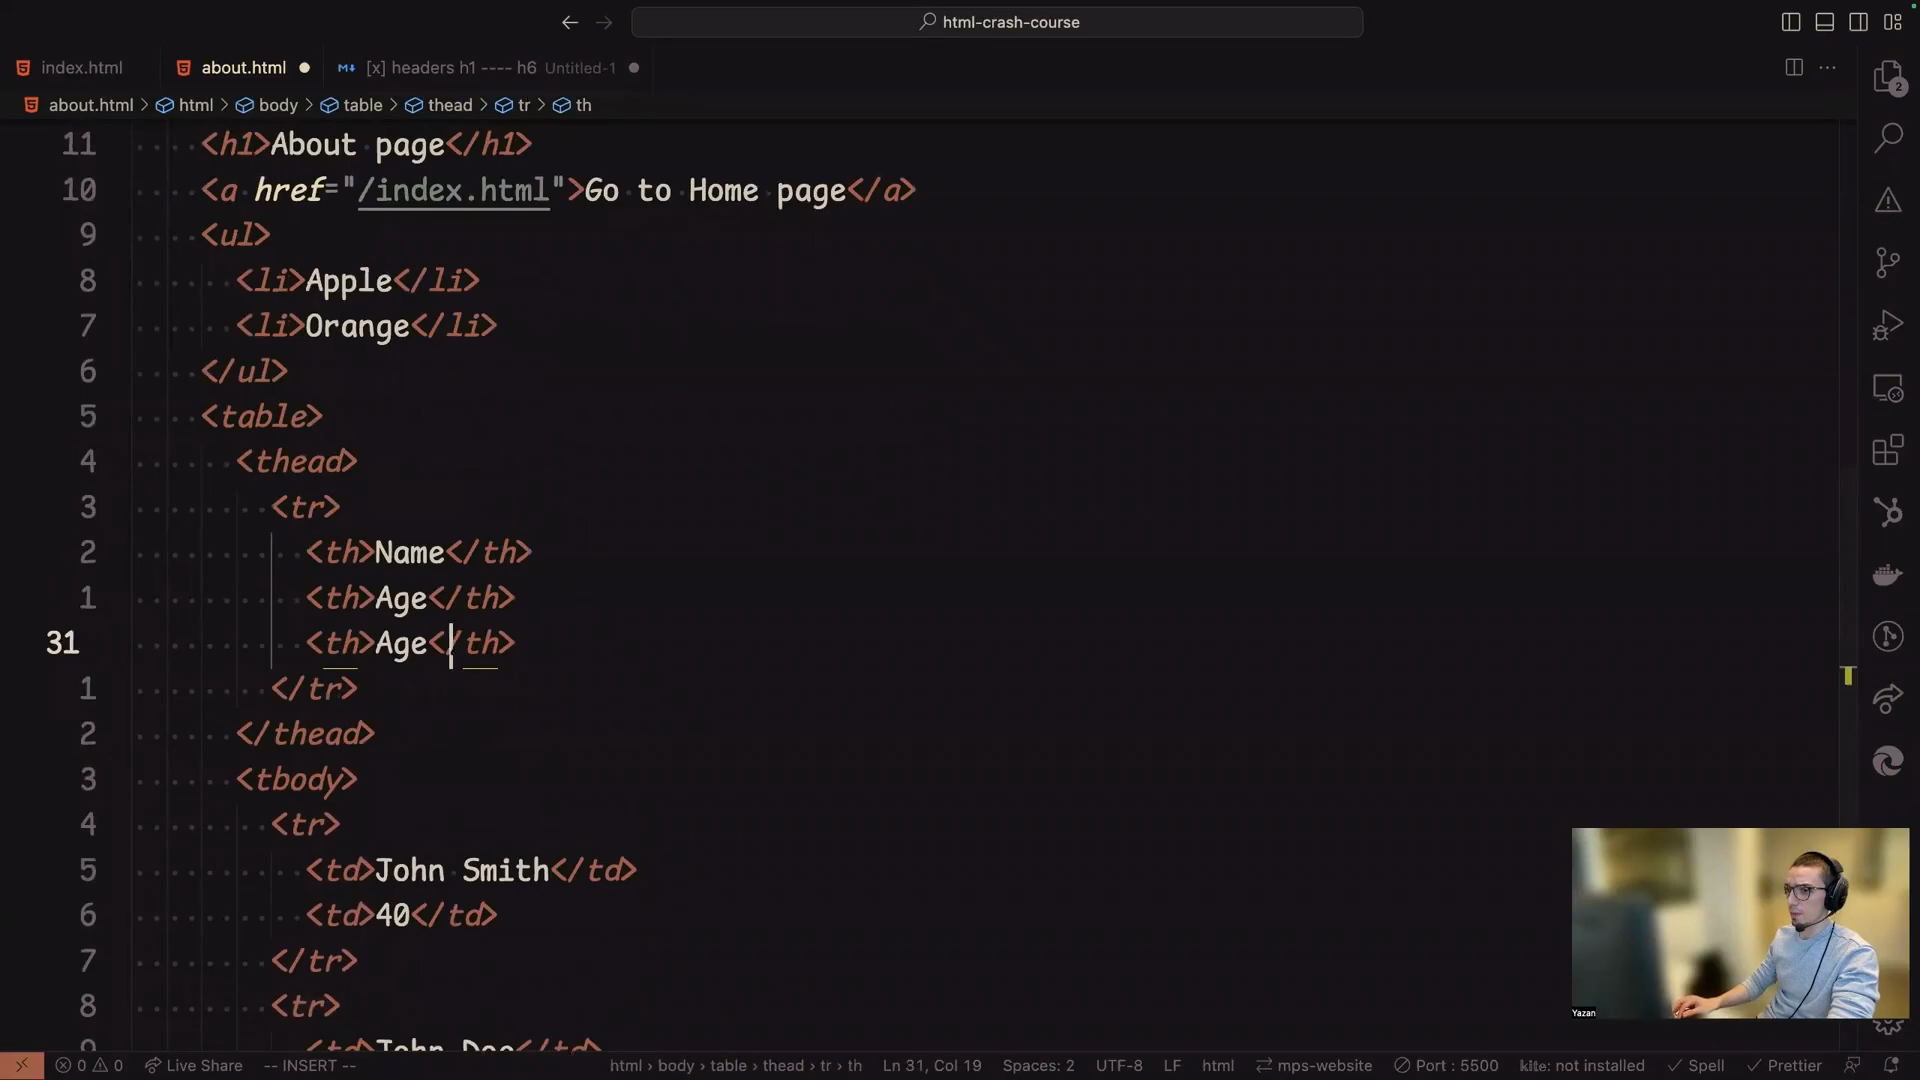 html-crash-course
index.html
about.html
[x] headers h1 ---- h6 Untitled-1
about.html > html > body > table > thead > tr > th
2
11 <h1>About page</h1>
10 <a href="/index.html">Go to Home page</a>
9 <ul>
8 <li>Apple</li>
7 <li>Orange</li>
6 </ul>
5 <table>
4 <thead>
3 <tr>
2 <th>Name</th>
1 <th>Age</th>
31 <th>Age</th>
1 </tr>
2 </thead>
3 <tbody>
4 <tr>
5 <td>John Smith</td>
6 <td>40</td>
7 </tr>
8 <tr>
9 <td>John Doe</td>
Yazan
0 0 Live Share -- INSERT -- html › body › table › thead › tr › th Ln 31, Col 19 Spaces: 2 UTF-8 LF html mps-website Port : 5500 kite: not installed Spell Prettier